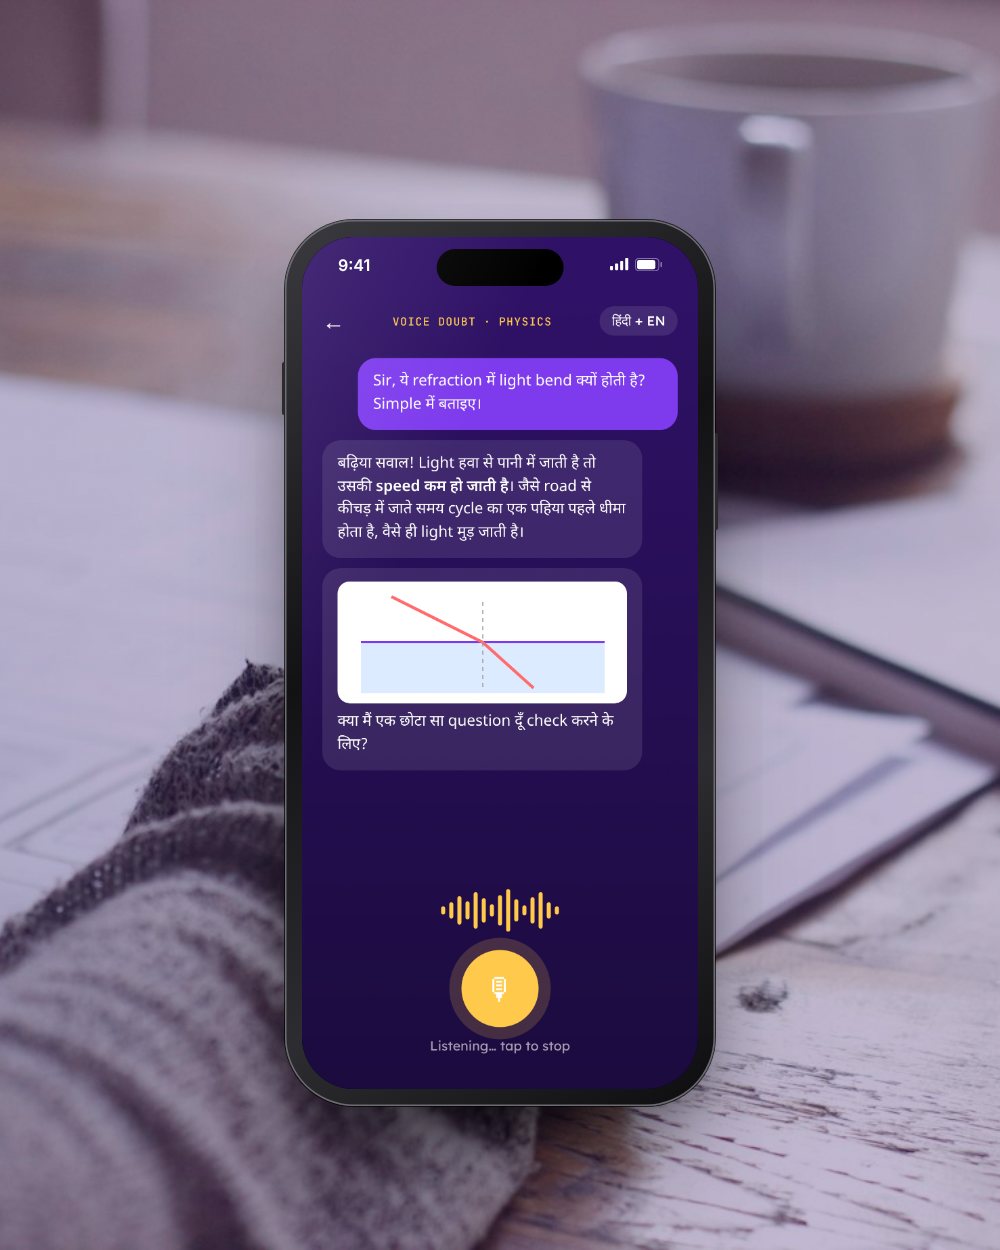 9:41
← VOICE DOUBT · PHYSICS हिंदी + EN
Sir, ये refraction में light bend क्यों होती है?
Simple में बताइए।
बढ़िया सवाल! Light हवा से पानी में जाती है तो
उसकी speed कम हो जाती है। जैसे road से
कीचड़ में जाते समय cycle का एक पहिया पहले धीमा
होता है, वैसे ही light मुड़ जाती है।
क्या मैं एक छोटा सा question दूँ check करने के
लिए?
Listening… tap to stop